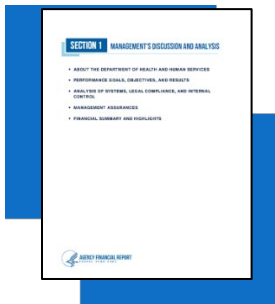 SECTION 1 MANAGEMENT'S DISCUSSION AND ANALYSIS
• ABOUT THE DEPARTMENT OF HEALTH AND HUMAN SERVICES
• PERFORMANCE GOALS, OBJECTIVES, AND RESULTS
• ANALYSIS OF SYSTEMS, LEGAL COMPLIANCE, AND INTERNAL
CONTROL
• MANAGEMENT ASSURANCES
• FINANCIAL SUMMARY AND HIGHLIGHTS
AGENCY FINANCIAL REPORT